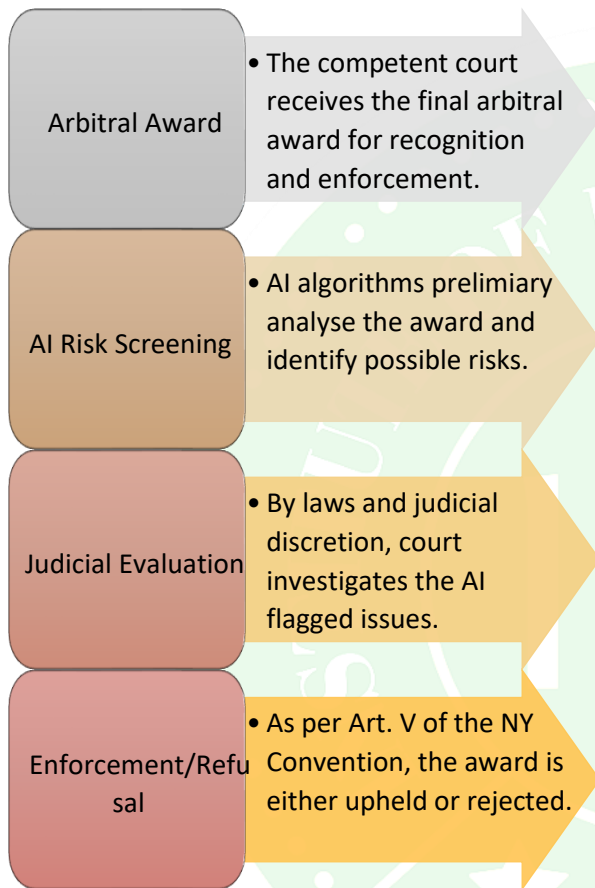 Arbitral Award
• The competent court
receives the final arbitral
award for recognition
and enforcement.
AI Risk Screening
• AI algorithms prelimiary
analyse the award and
identify possible risks.
Judicial Evaluation
• By laws and judicial
discretion, court
investigates the AI
flagged issues.
Enforcement/Refu
sal
• As per Art. V of the NY
Convention, the award is
either upheld or rejected.